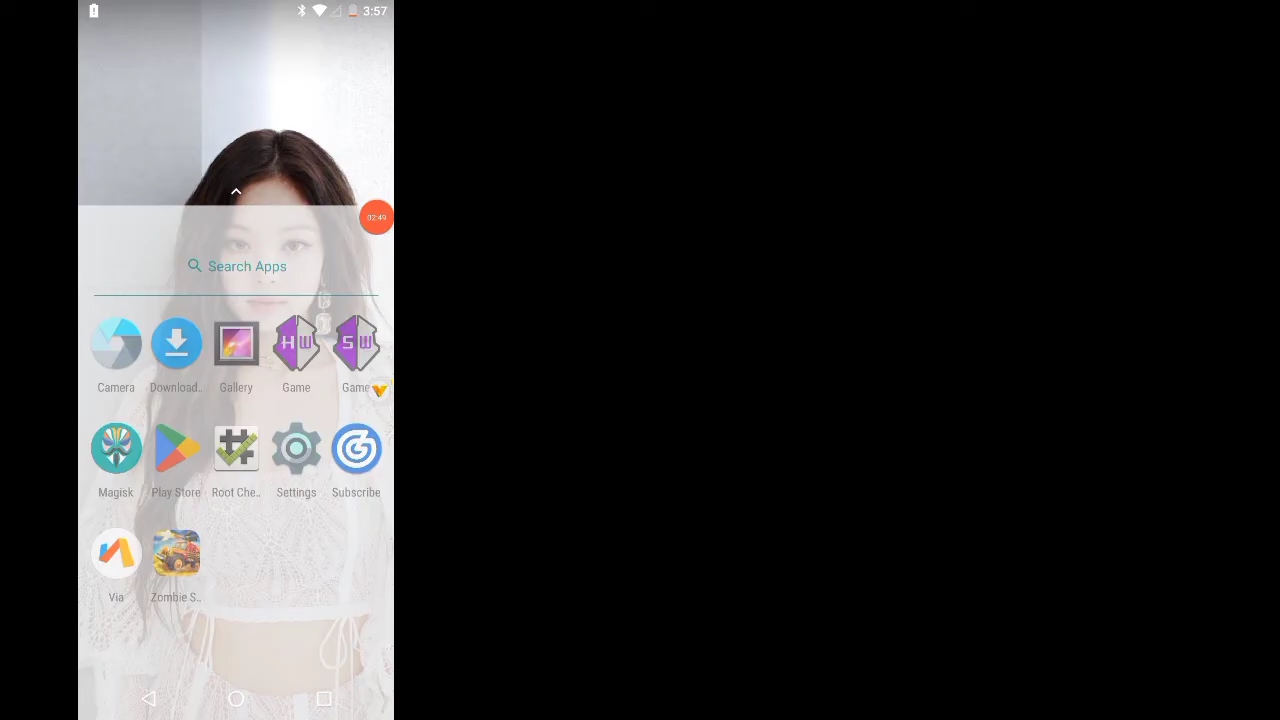 3:57
02:49
Search Apps
Camera Download.. Gallery Game Game
Magisk Play Store Root Che.. Settings Subscribe
Via Zombie S..